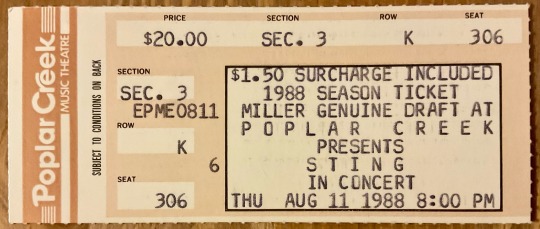 Poplar Creek
MUSIC THEATRE
SUBJECT TO CONDITIONS ON BACK
PRICE SECTION ROW SEAT
$20.00 SEC. 3 K 306
SECTION
SEC. 3
EPME0811
ROW
K
6
SEAT
306
$1.50 SURCHARGE INCLUDED
1988 SEASON TICKET
MILLER GENUINE DRAFT AT
POPLAR CREEK
PRESENTS
STING
IN CONCERT
THU AUG 11 1988 8:00 PM